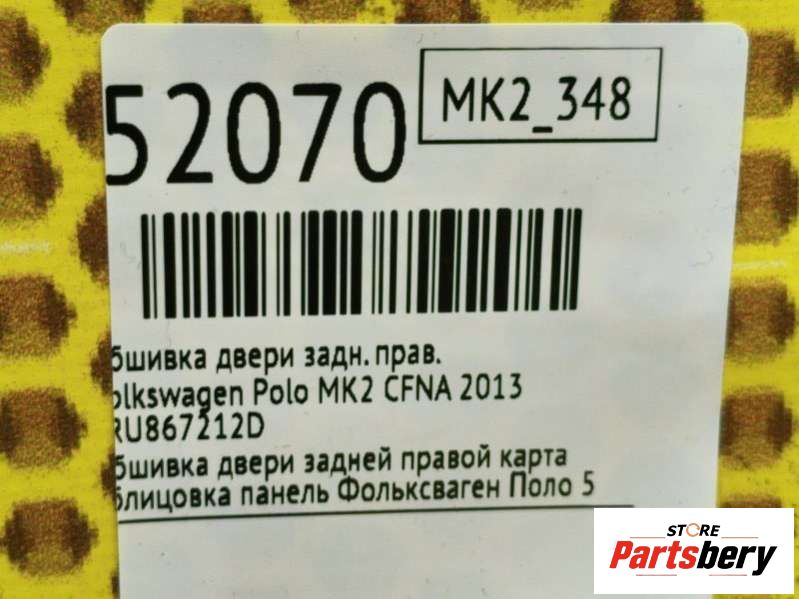 52070
MK2_348
бшивка двери задн. прав.
olkswagen Polo MK2 CFNA 2013
RU867212D
бшивка двери задней правой карта
блицовка панель Фольксваген Поло 5
STORE
Partsbery